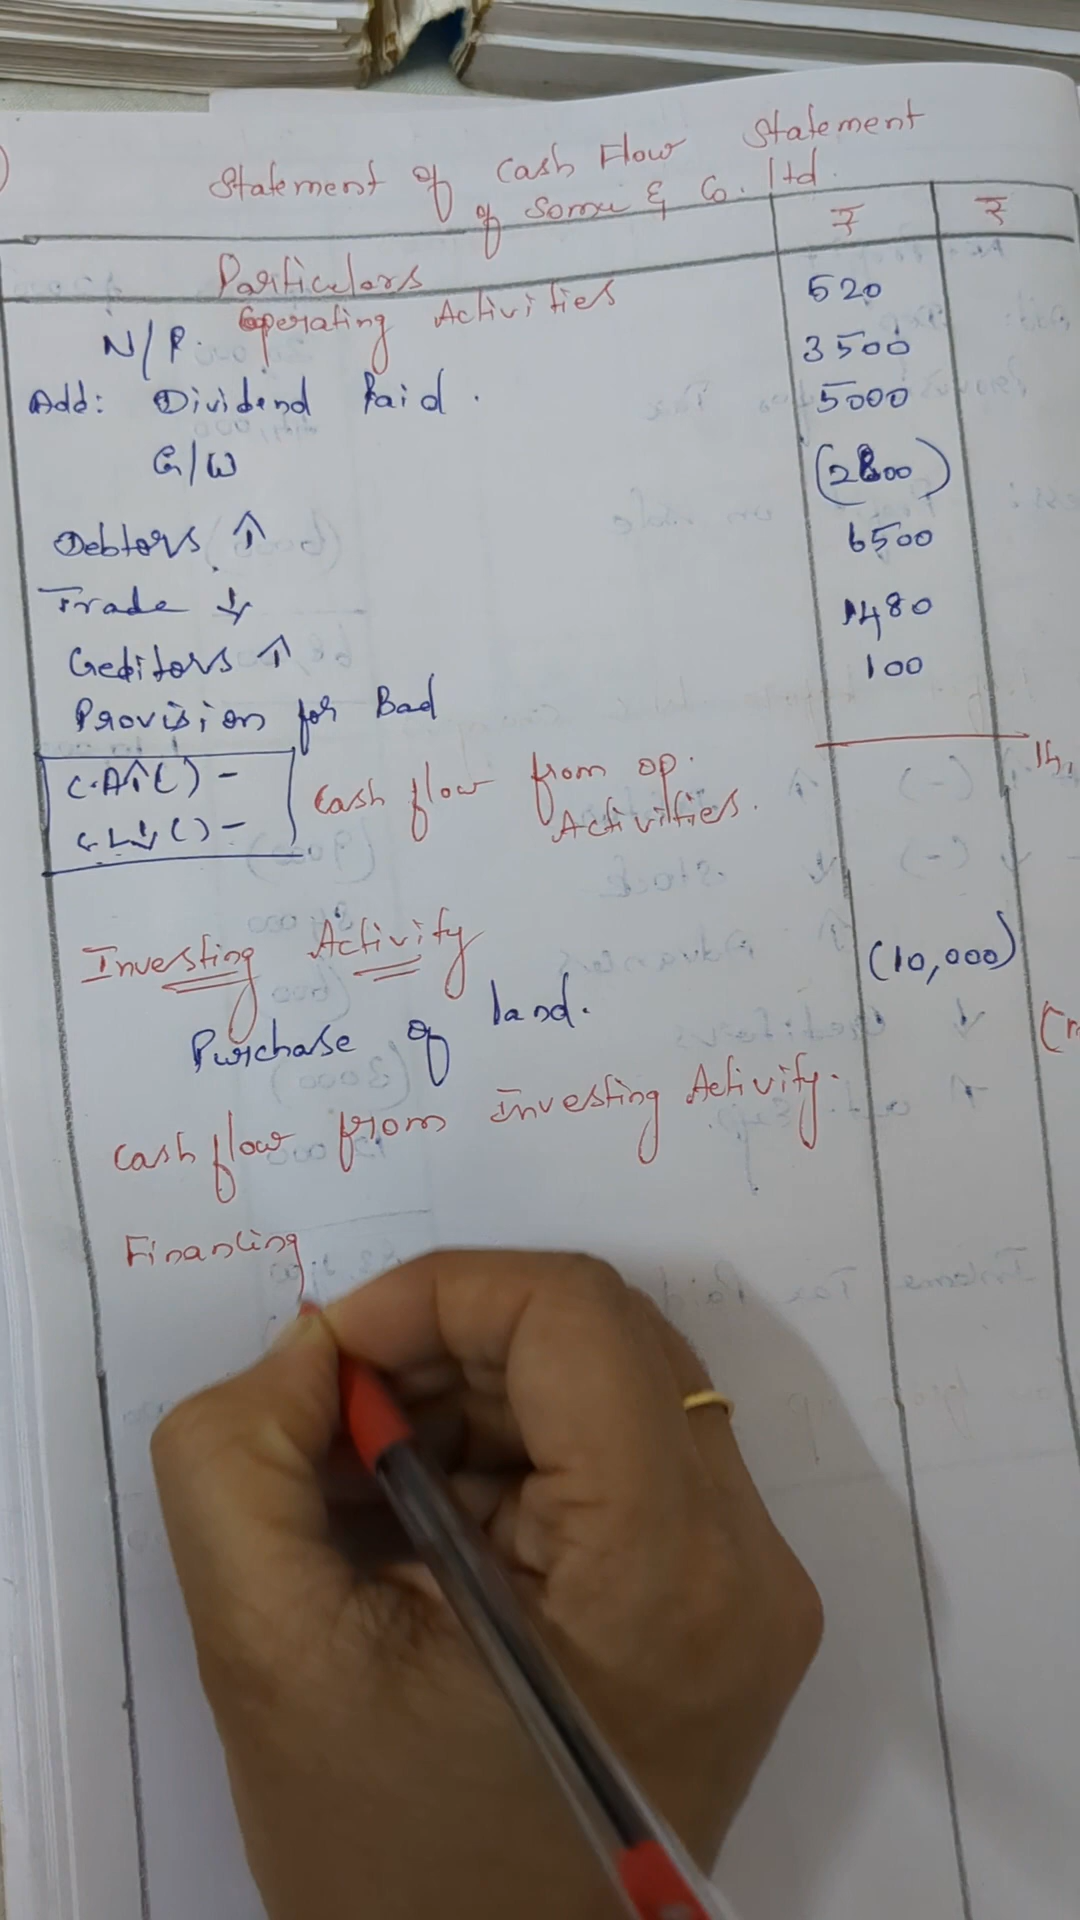 Statement of Cash Flow Statement
of Somu & Co. Ltd.
Particulars ₹ ₹
Operating Activities
N/P. 520
Add: Dividend Paid. 3500
G/W 5000
Debtors ↑ (2800)
Trade ↓ 6500
Creditors ↑ 1480
Provision for Bad 100
C.A↑(-) -
C.L↓(-) -
Cash flow from op.
Activities.
Investing Activity
Purchase of land. (10,000)
Cash flow from Investing Activity.
Financing